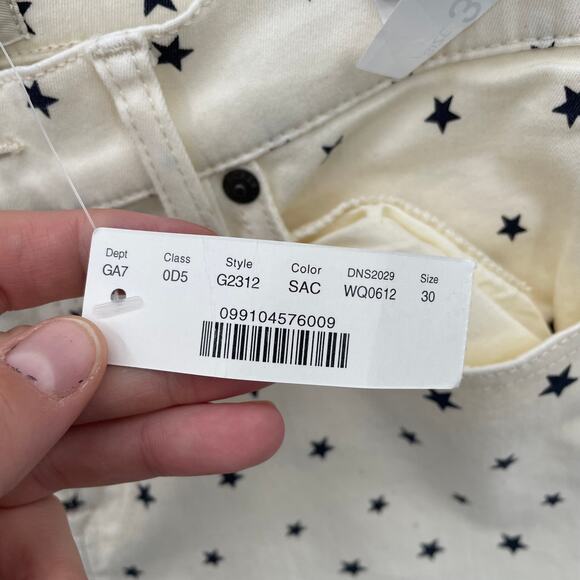 Dept Class Style Color DNS2029 Size
GA7 0D5 G2312 SAC WQ0612 30
099104576009